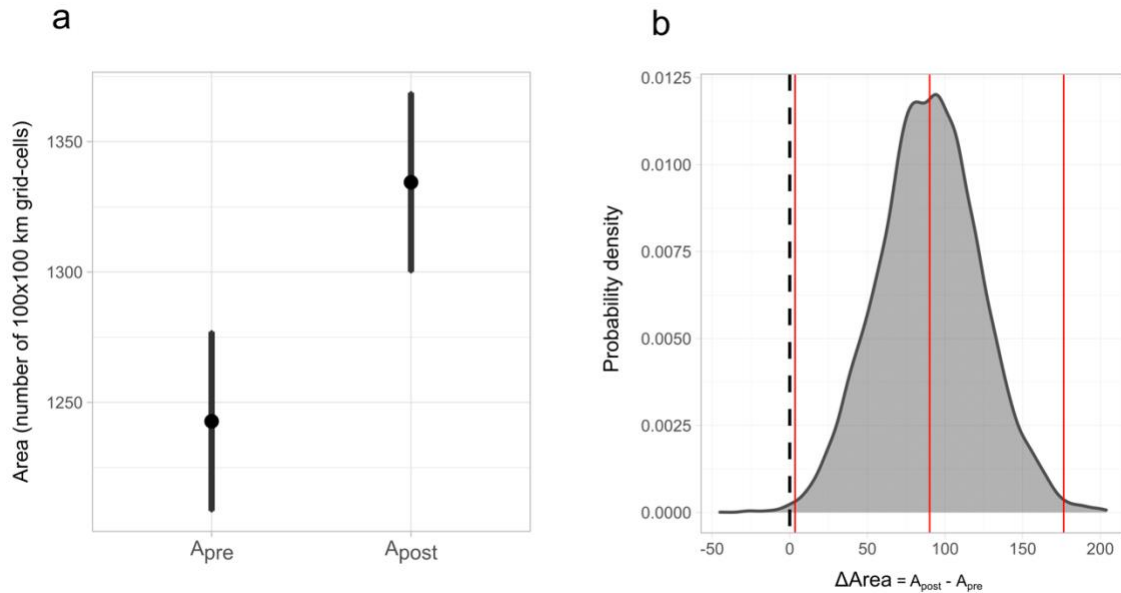 a
Area (number of 100x100 km grid-cells)
1350
1300
1250
Apre
Apost
b
Probability density
0.0125
0.0100
0.0075
0.0050
0.0025
0.0000
-50 0 50 100 150 200
ΔArea = Apost - Apre